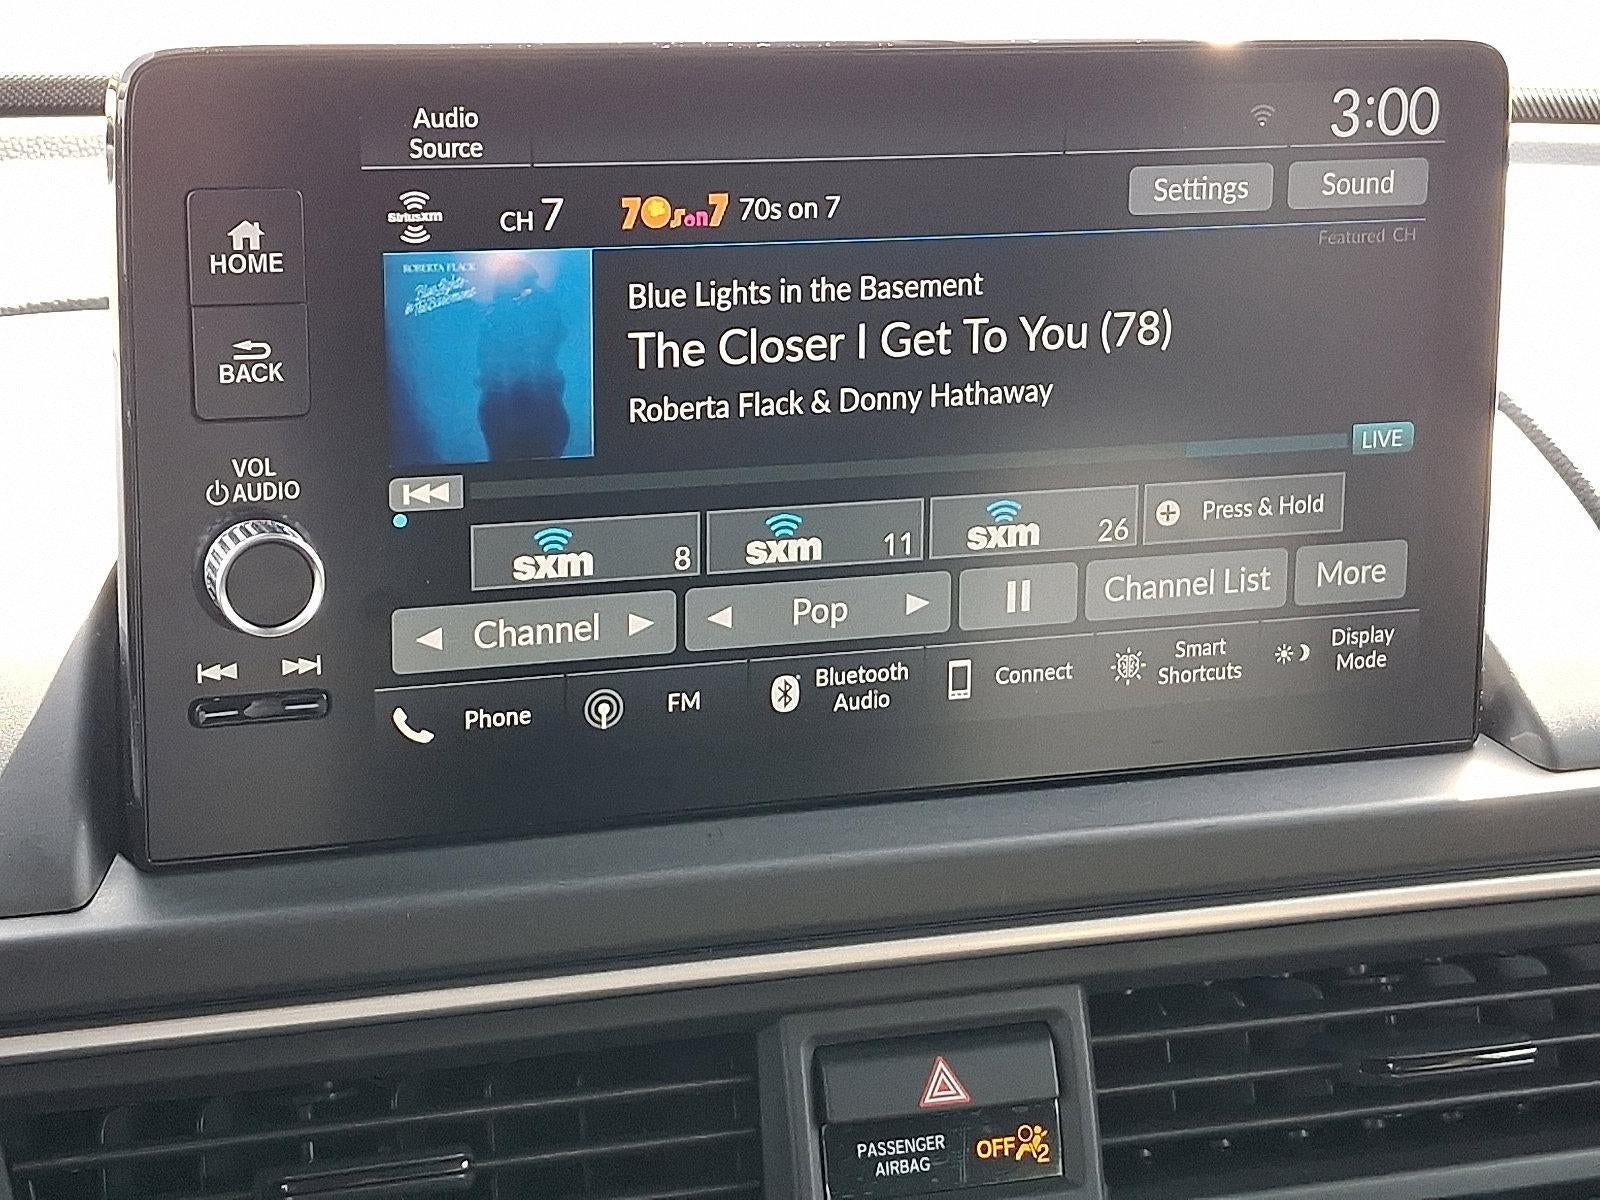 Audio
Source
3:00
HOME
BACK
VOL
AUDIO
SiriusXM
CH 7
70s on 7
70s on 7
Settings
Sound
Featured CH
ROBERTA FLACK
Blue Lights
in The Basement
Blue Lights in the Basement
The Closer I Get To You (78)
Roberta Flack & Donny Hathaway
LIVE
sxm 8
sxm 11
sxm 26
Press & Hold
Channel
Pop
Channel List
More
Phone
FM
Bluetooth
Audio
Connect
Smart
Shortcuts
Display
Mode
PASSENGER
AIRBAG
OFF
2